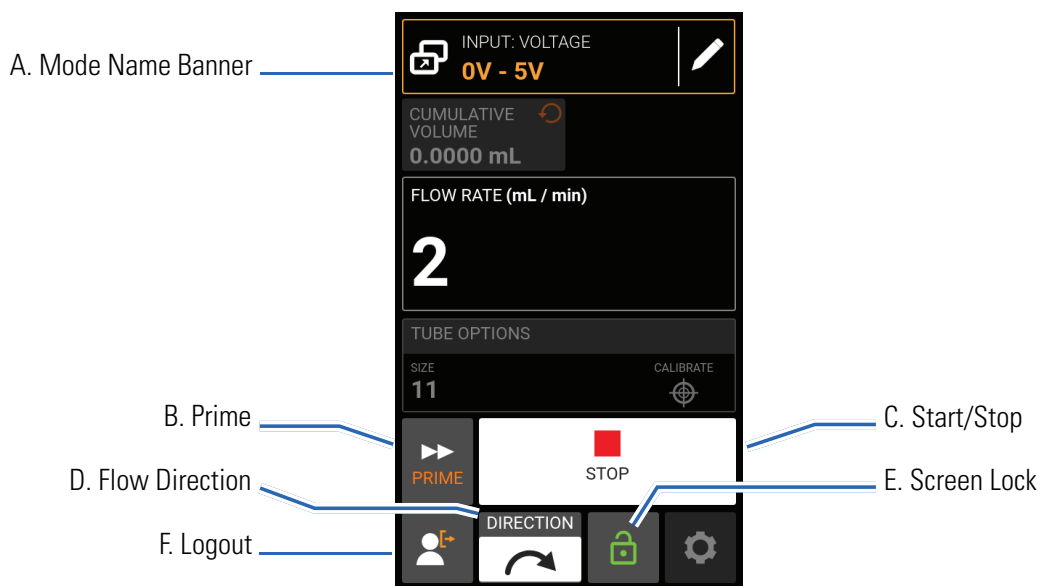 A. Mode Name Banner
INPUT: VOLTAGE
0V - 5V
CUMULATIVE
VOLUME
0.0000 mL
FLOW RATE (mL / min)
2
TUBE OPTIONS
SIZE
11
CALIBRATE
B. Prime
PRIME
STOP
C. Start/Stop
D. Flow Direction
DIRECTION
E. Screen Lock
F. Logout